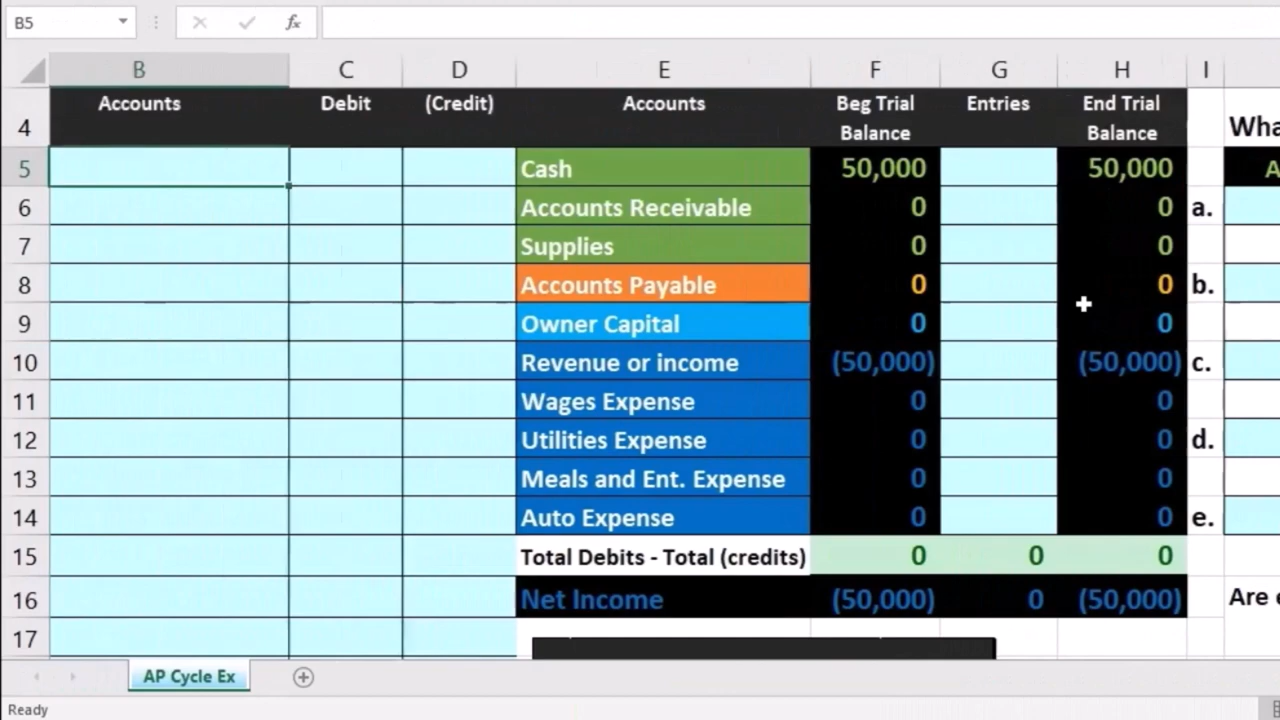 B5
fx
B C D E F G H I
4 Accounts Debit (Credit) Accounts Beg Trial Balance Entries End Trial Balance Wha
5 Cash 50,000 50,000 A
6 Accounts Receivable 0 0 a.
7 Supplies 0 0
8 Accounts Payable 0 0 b.
9 Owner Capital 0 0
10 Revenue or income (50,000) (50,000) c.
11 Wages Expense 0 0
12 Utilities Expense 0 0 d.
13 Meals and Ent. Expense 0 0
14 Auto Expense 0 0 e.
15 Total Debits - Total (credits) 0 0 0
16 Net Income (50,000) 0 (50,000) Are
17
AP Cycle Ex
Ready